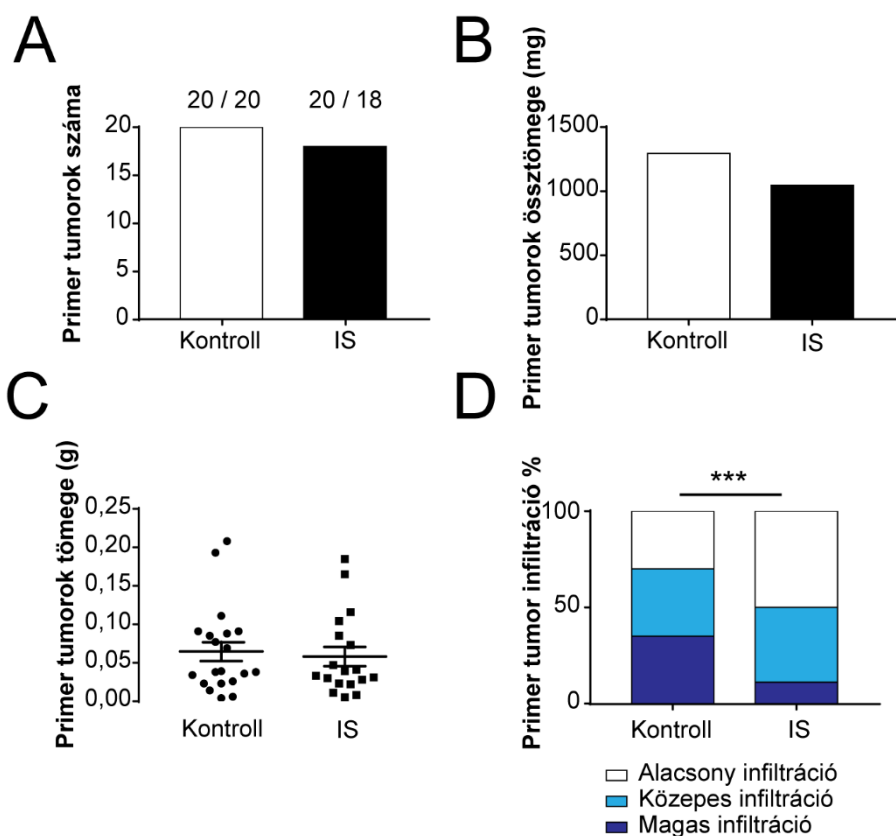 A
Primer tumorok száma
20 / 20 20 / 18
20
15
10
5
0
Kontroll IS
B
Primer tumorok össztömege (mg)
1500
1000
500
0
Kontroll IS
C
Primer tumorok tömege (g)
0,25
0,20
0,15
0,10
0,05
0,00
Kontroll IS
D
Primer tumor infiltráció %
***
100
50
0
Kontroll IS
Alacsony infiltráció
Közepes infiltráció
Magas infiltráció